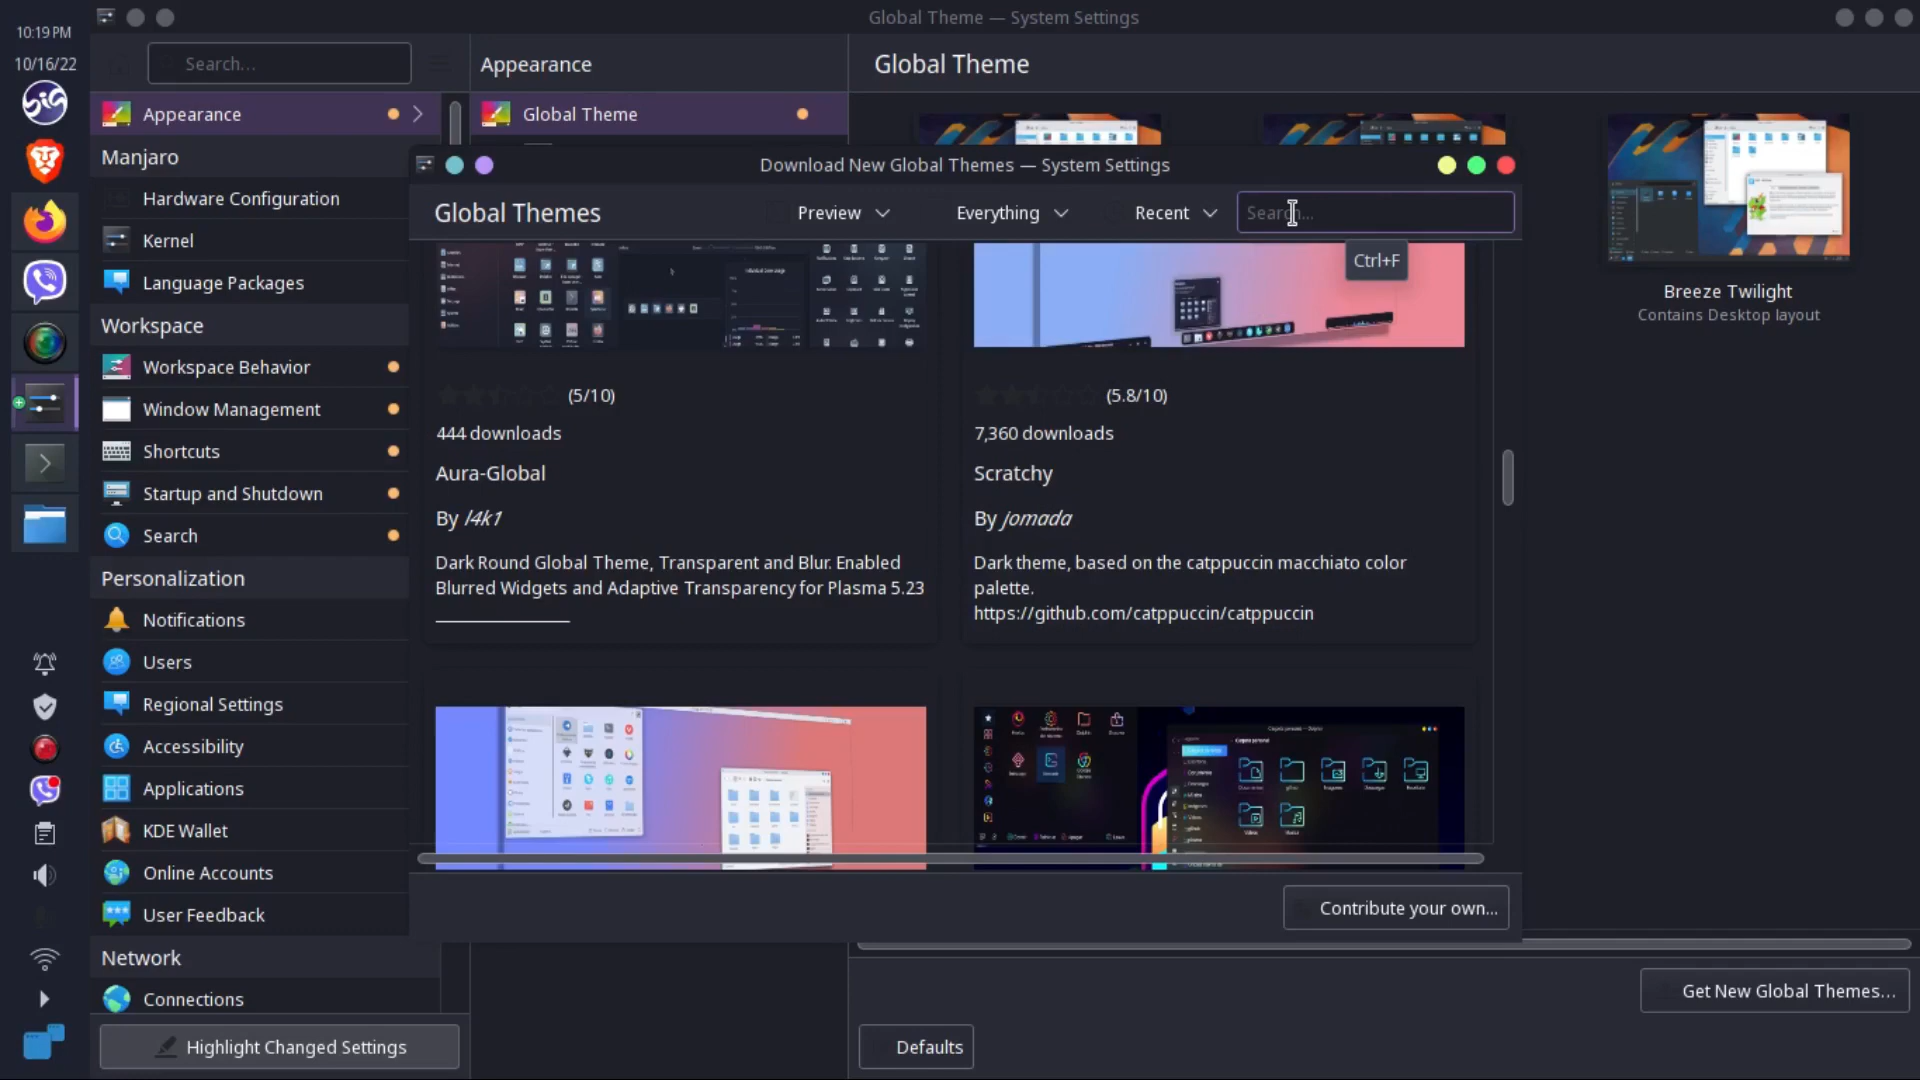 10:19 PM
10/16/22
Global Theme — System Settings
Search...
Appearance
Global Theme
Appearance
Global Theme
Manjaro
Hardware Configuration
Kernel
Language Packages
Workspace
Workspace Behavior
Window Management
Shortcuts
Startup and Shutdown
Search
Personalization
Notifications
Users
Regional Settings
Accessibility
Applications
KDE Wallet
Online Accounts
User Feedback
Network
Connections
Highlight Changed Settings
Download New Global Themes — System Settings
Global Themes
Preview
Everything
Recent
Search...
Ctrl+F
(5/10)
444 downloads
Aura-Global
By l4k1
Dark Round Global Theme, Transparent and Blur. Enabled
Blurred Widgets and Adaptive Transparency for Plasma 5.23
(5.8/10)
7,360 downloads
Scratchy
By jomada
Dark theme, based on the catppuccin macchiato color
palette.
https://github.com/catppuccin/catppuccin
Contribute your own...
Breeze Twilight
Contains Desktop layout
Get New Global Themes...
Defaults